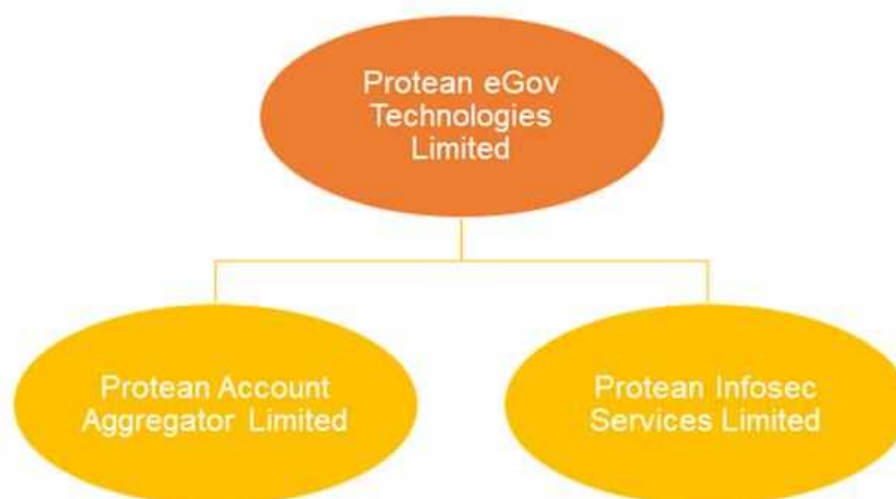 Protean eGov
Technologies
Limited
Protean Account
Aggregator Limited
Protean Infosec
Services Limited